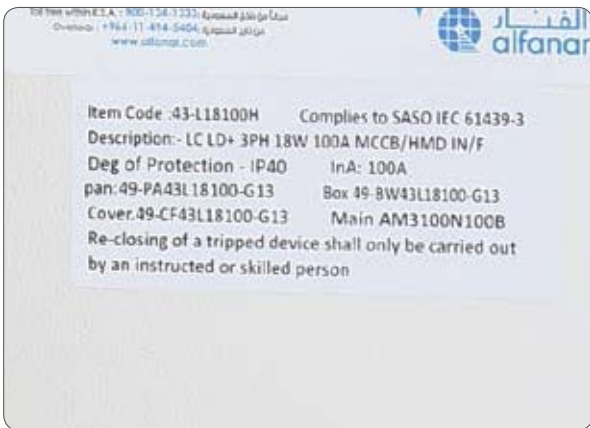 Toll free within K.S.A. : 800-124-1333
Overseas : +966-11-494-5404
www.alfanar.com
الفنار
alfanar
Item Code :43-L18100H Complies to SASO IEC 61439-3
Description:- LC LD+ 3PH 18W 100A MCCB/HMD IN/F
Deg of Protection - IP40 InA: 100A
pan:49-PA43L18100-G13 Box 49-BW43L18100-G13
Cover.49-CF43L18100-G13 Main AM3100N100B
Re-closing of a tripped device shall only be carried out
by an instructed or skilled person